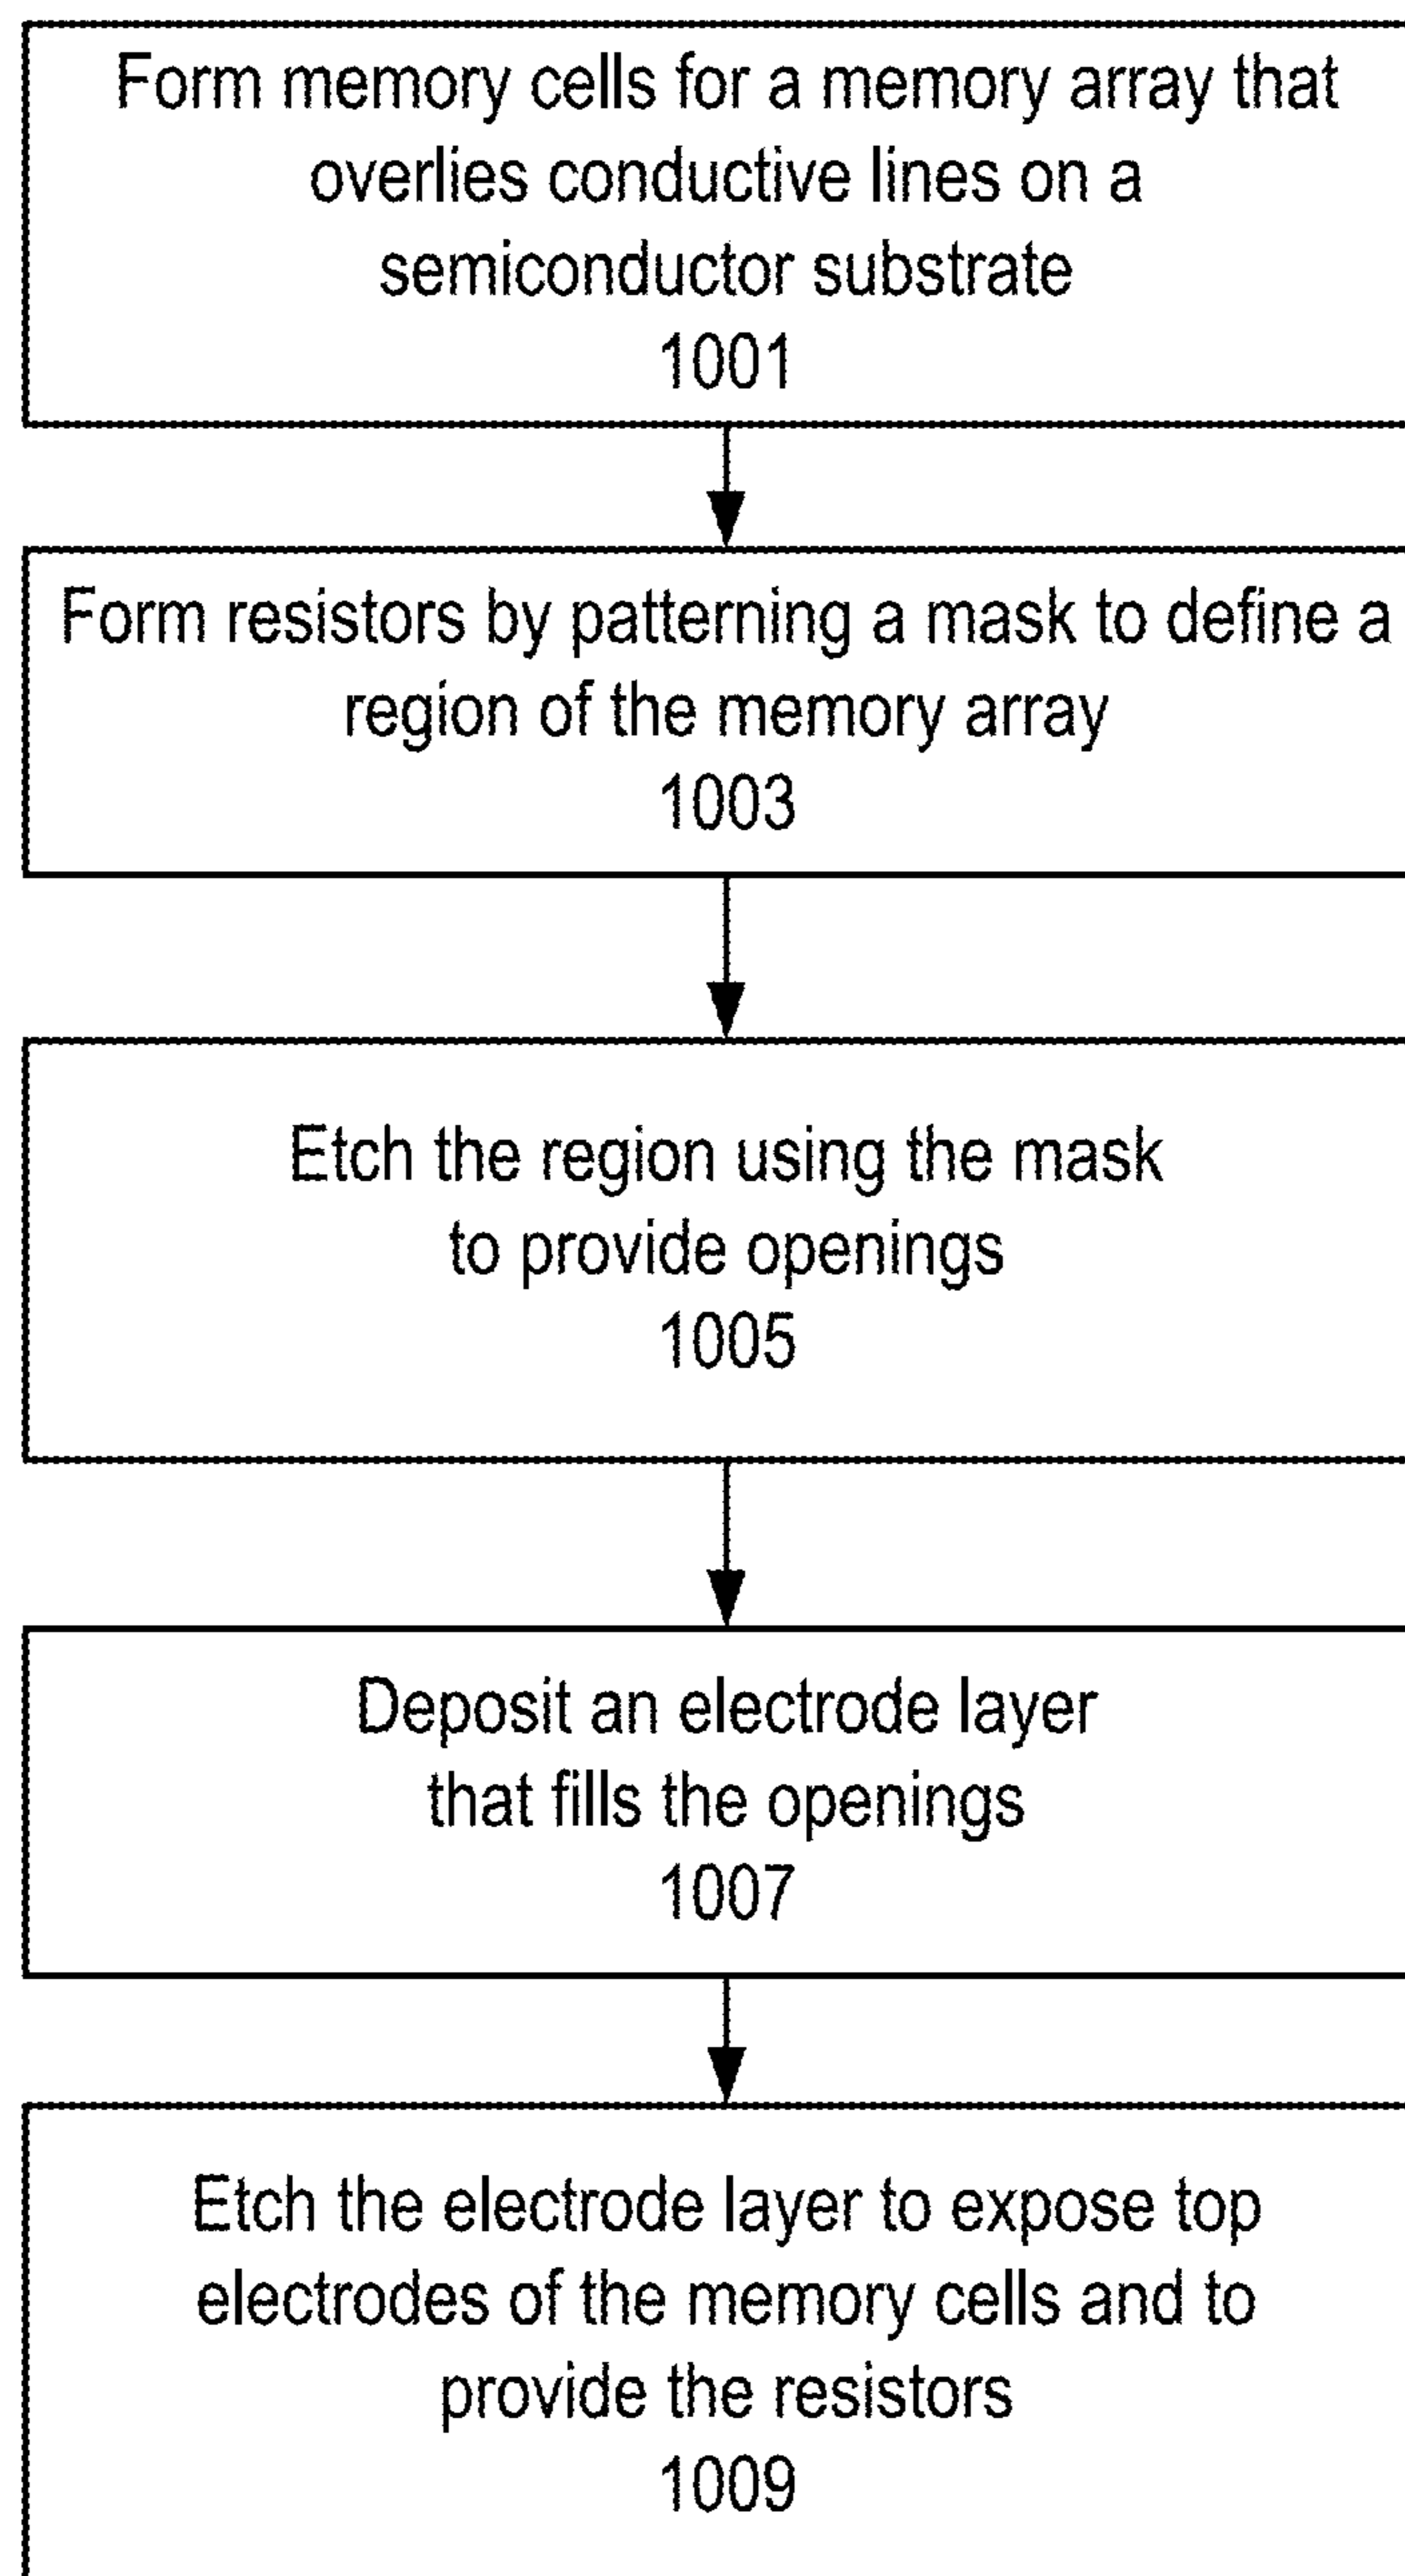 Form memory cells for a memory array that
overlies conductive lines on a
semiconductor substrate
1001
Form resistors by patterning a mask to define a
region of the memory array
1003
Etch the region using the mask
to provide openings
1005
Deposit an electrode layer
that fills the openings
1007
Etch the electrode layer to expose top
electrodes of the memory cells and to
provide the resistors
1009